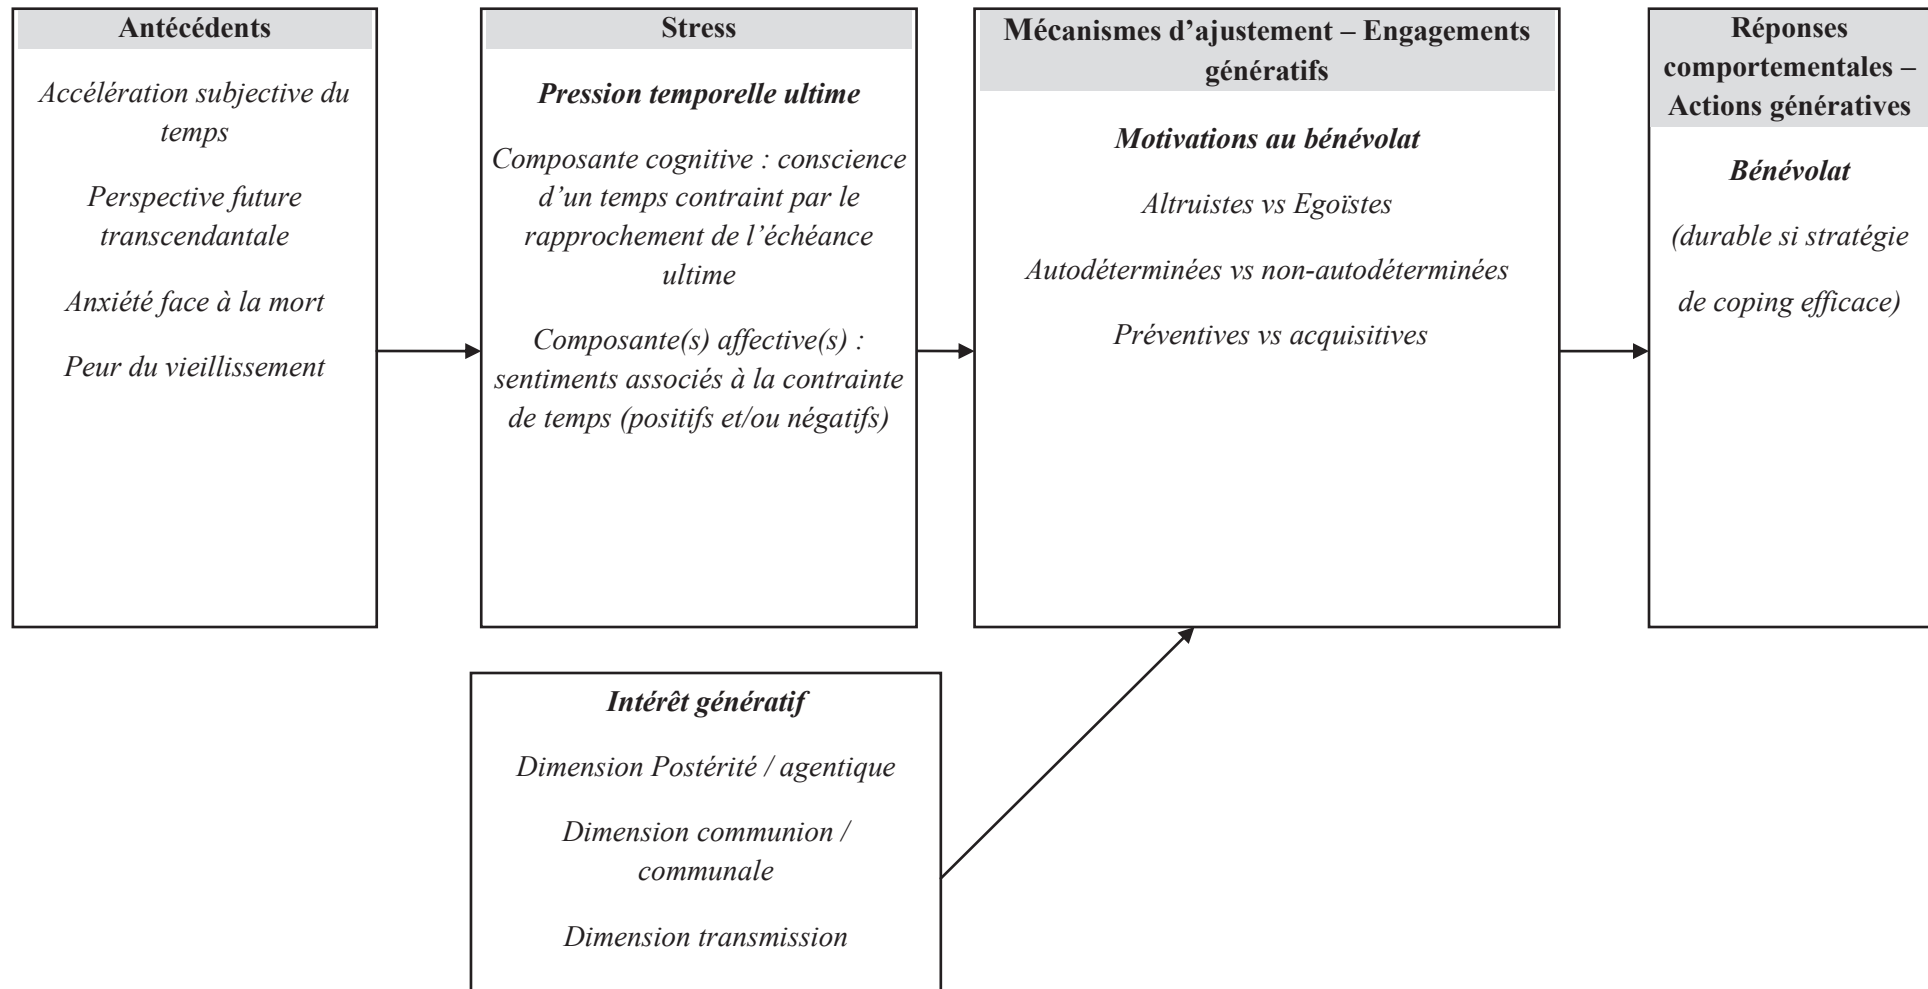 Antécédents
Accélération subjective du
temps
Perspective future
transcendantale
Anxiété face à la mort
Peur du vieillissement
Stress
Pression temporelle ultime
Composante cognitive : conscience
d’un temps contraint par le
rapprochement de l’échéance
ultime
Composante(s) affective(s) :
sentiments associés à la contrainte
de temps (positifs et/ou négatifs)
Mécanismes d’ajustement – Engagements
génératifs
Motivations au bénévolat
Altruistes vs Egoïstes
Autodéterminées vs non-autodéterminées
Préventives vs acquisitives
Réponses
comportementales –
Actions génératives
Bénévolat
(durable si stratégie
de coping efficace)
Intérêt génératif
Dimension Postérité / agentique
Dimension communion /
communale
Dimension transmission